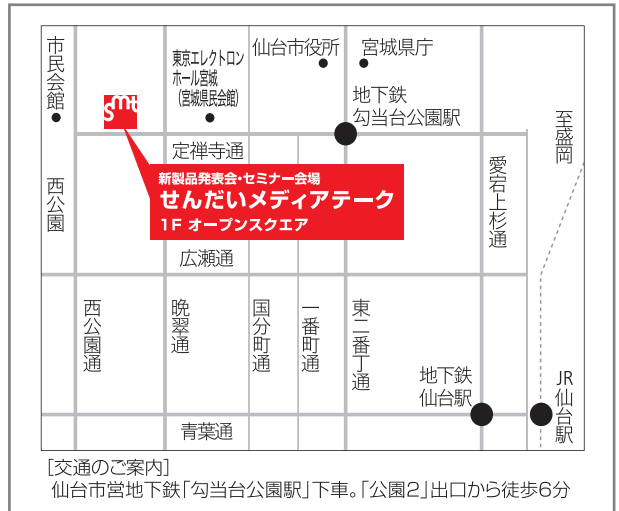 市民会館
東京エレクトロン
ホール宮城
（宮城県民会館）
仙台市役所
宮城県庁
地下鉄
勾当台公園駅
至盛岡
smt
定禅寺通
西公園
新製品発表会・セミナー会場
せんだいメディアテーク
1F オープンスクエア
愛宕上杉通
広瀬通
西公園通
晩翠通
国分町通
一番町通
東二番丁通
地下鉄
仙台駅
JR仙台駅
青葉通
［交通のご案内］
仙台市営地下鉄「勾当台公園駅」下車。「公園2」出口から徒歩6分